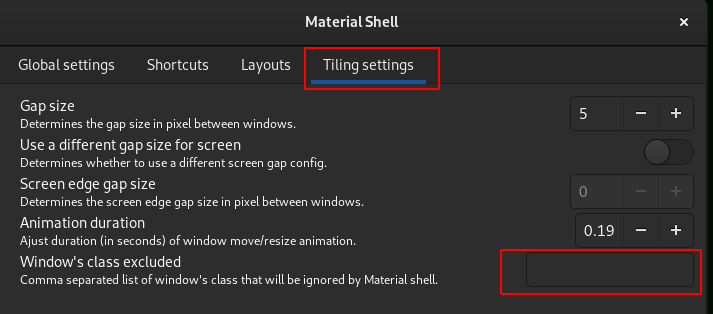 Material Shell
Global settings
Shortcuts
Layouts
Tiling settings
Gap size
Determines the gap size in pixel between windows.
5
Use a different gap size for screen
Determines whether to use a different screen gap config.
Screen edge gap size
Determines the screen edge gap size in pixel between windows.
0
Animation duration
Ajust duration (in seconds) of window move/resize animation.
0.19
Window's class excluded
Comma separated list of window's class that will be ignored by Material shell.